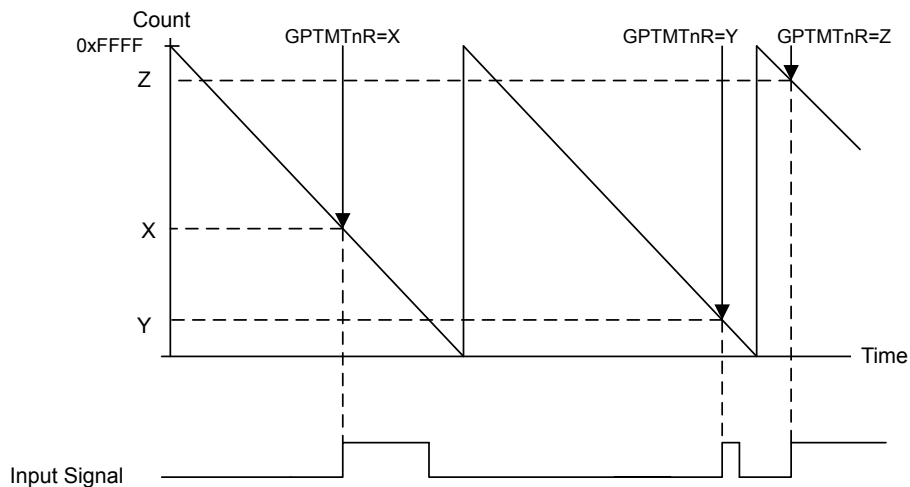 Count
0xFFFF
GPTMTnR=X
GPTMTnR=Y
GPTMTnR=Z
Z
X
Y
Time
Input Signal